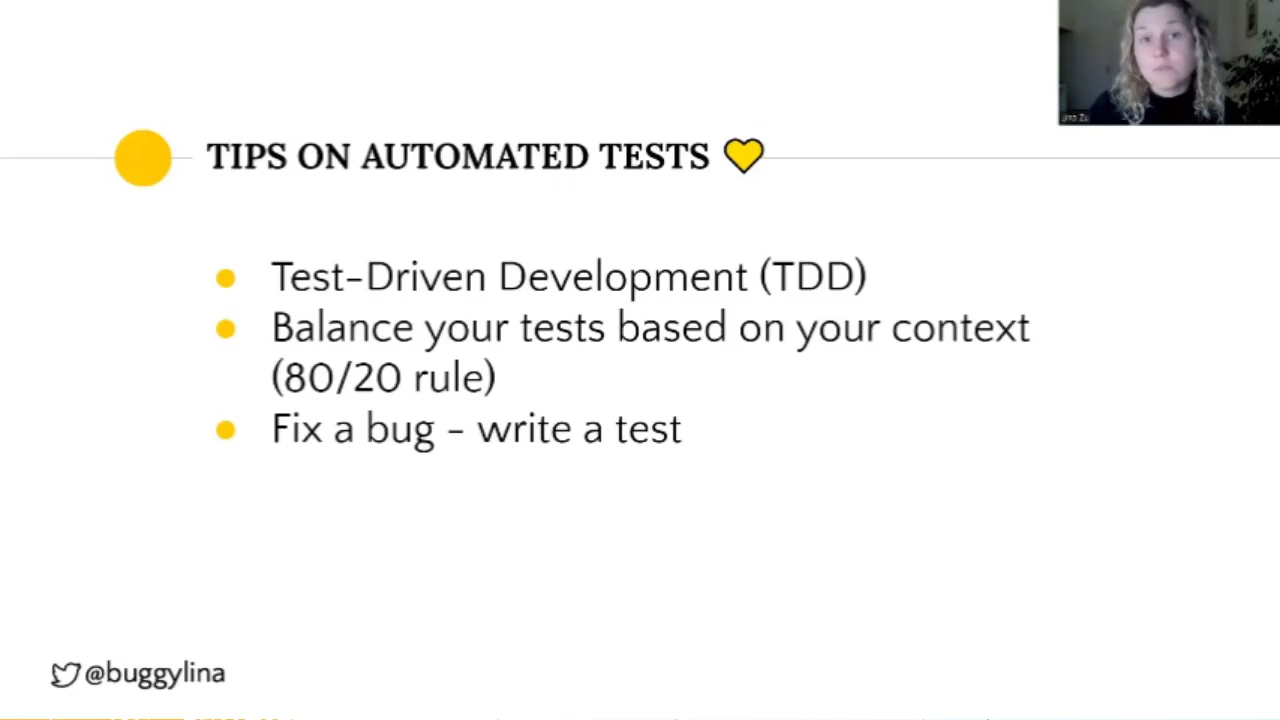 TIPS ON AUTOMATED TESTS
Test-Driven Development (TDD)
Balance your tests based on your context
(80/20 rule)
Fix a bug - write a test
@buggylina